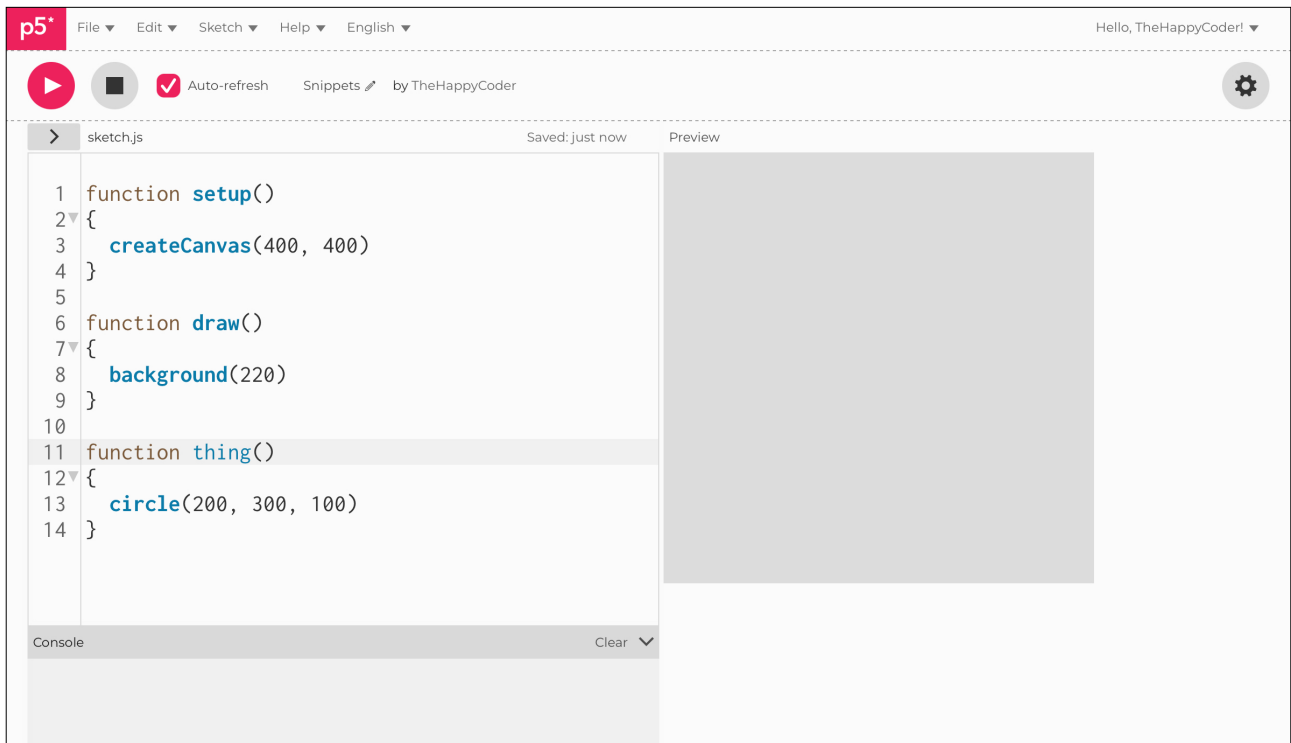 p5* File Edit Sketch Help English Hello, TheHappyCoder!
Auto-refresh Snippets by TheHappyCoder
sketch.js Saved: just now Preview
1 function setup()
2 {
3 createCanvas(400, 400)
4 }
5
6 function draw()
7 {
8 background(220)
9 }
10
11 function thing()
12 {
13 circle(200, 300, 100)
14 }
Console Clear